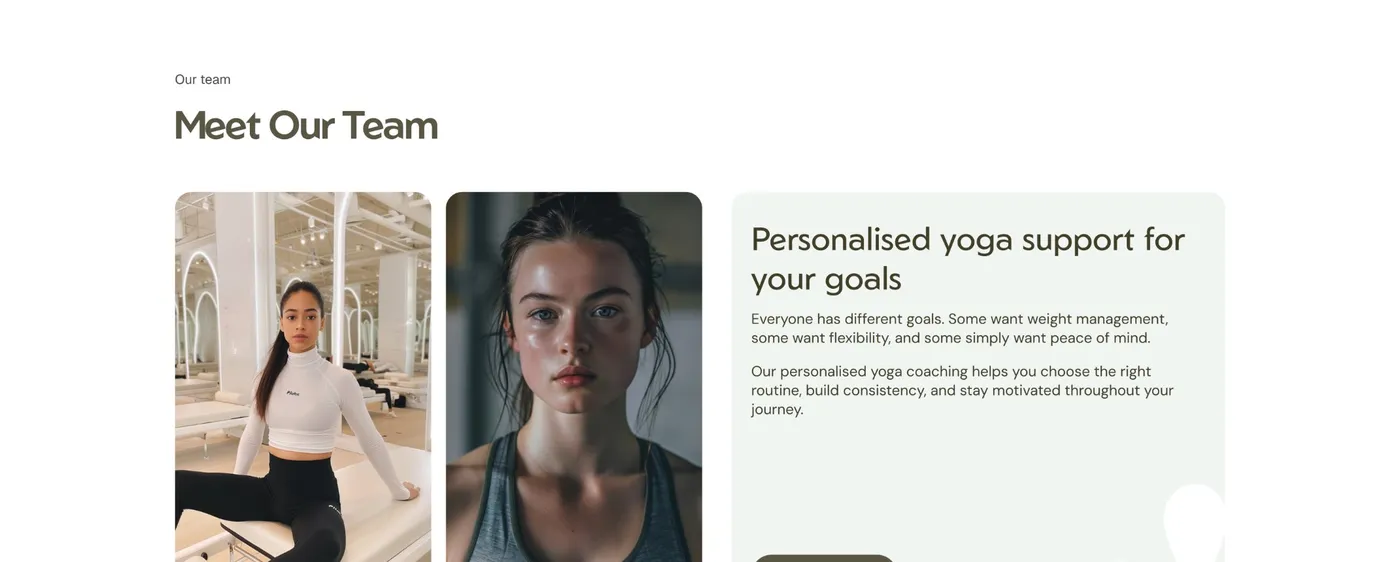 Our team
Meet Our Team
Personalised yoga support for
your goals
Everyone has different goals. Some want weight management,
some want flexibility, and some simply want peace of mind.
Our personalised yoga coaching helps you choose the right
routine, build consistency, and stay motivated throughout your
journey.